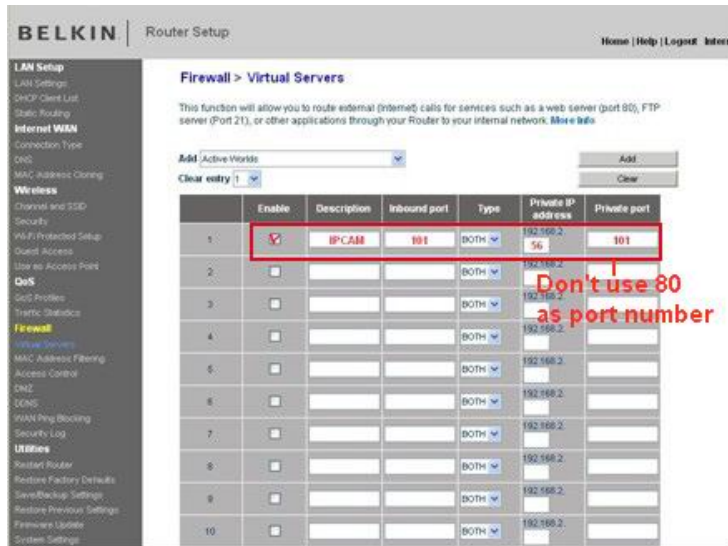 BELKIN
Router Setup
Home | Help | Logout Inter
LAN Setup
LAN Settings
DHCP Client List
Static Routing
Internet WAN
Connection Type
DNS
MAC Address Cloning
Wireless
Channel and SSID
Security
Wi-Fi Protected Setup
Guest Access
Use as Access Point
QoS
QoS Profiles
Traffic Statistics
Firewall
Virtual Servers
MAC Address Filtering
Access Control
DMZ
DDNS
WAN Ping Blocking
Security Log
Utilities
Restart Router
Restore Factory Defaults
Save/Backup Settings
Restore Previous Settings
Firmware Update
System Settings
Firewall > Virtual Servers
This function will allow you to route external (Internet) calls for services such as a web server (port 80), FTP
server (Port 21), or other applications through your Router to your internal network. More Info
Add Active Worlds Add
Clear entry 1 Clear
Enable Description Inbound port Type Private IP address Private port
1 IPCAM 101 BOTH 192.168.2. 56 101
2 BOTH 192.168.2.
3 BOTH 192.168.2.
4 BOTH 192.168.2.
5 BOTH 192.168.2.
6 BOTH 192.168.2.
7 BOTH 192.168.2.
8 BOTH 192.168.2.
9 BOTH 192.168.2.
10 BOTH 192.168.2.
Don't use 80
as port number